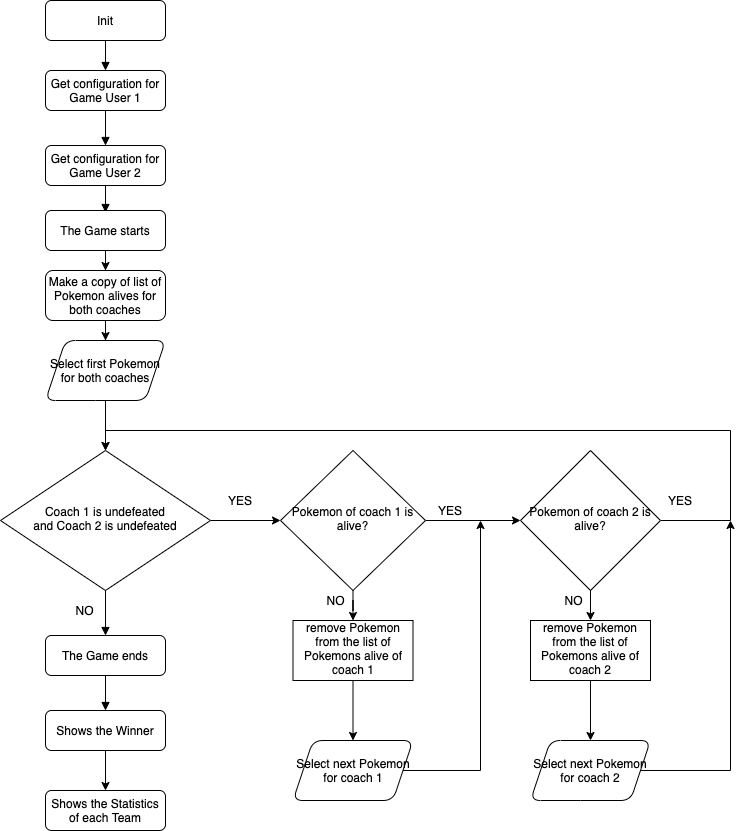 Init
Get configuration for
Game User 1
Get configuration for
Game User 2
The Game starts
Make a copy of list of
Pokemon alives for
both coaches
Select first Pokemon
for both coaches
Coach 1 is undefeated
and Coach 2 is undefeated
YES
Pokemon of coach 1 is
alive?
YES
Pokemon of coach 2 is
alive?
YES
NO
NO
NO
The Game ends
remove Pokemon
from the list of
Pokemons alive of
coach 1
remove Pokemon
from the list of
Pokemons alive of
coach 2
Shows the Winner
Select next Pokemon
for coach 1
Select next Pokemon
for coach 2
Shows the Statistics
of each Team